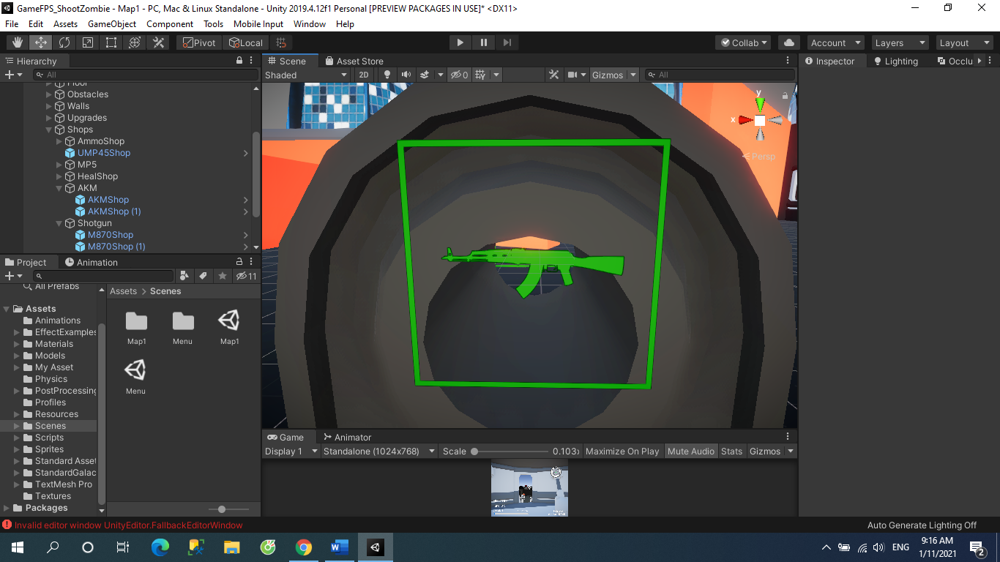 GameFPS_ShootZombie - Map1 - PC, Mac & Linux Standalone - Unity 2019.4.12f1 Personal [PREVIEW PACKAGES IN USE]* <DX11>
File Edit Assets GameObject Component Tools Mobile Input Window Help
Pivot Local Collab Account Layers Layout
Hierarchy
All
Floor
Obstacles
Walls
Upgrades
Shops
AmmoShop
UMP45Shop
MP5
HealShop
AKM
AKMShop
AKMShop (1)
Shotgun
M870Shop
M870Shop (1)
Scene Asset Store
Shaded 2D 0 Gizmos All
y
x
Persp
Inspector Lighting Occlu
Project Animation
11
All Prefabs
Assets
Animations
EffectExamples
Materials
Models
My Asset
Physics
PostProcessing
Profiles
Resources
Scenes
Scripts
Sprites
Standard Asset
StandardGalac
TextMesh Pro
Textures
Packages
Assets > Scenes
Map1 Menu Map1
Menu
Game Animator
Display 1 Standalone (1024x768) Scale 0.103x Maximize On Play Mute Audio Stats Gizmos
Invalid editor window UnityEditor.FallbackEditorWindow
Auto Generate Lighting Off
ENG
9:16 AM
1/11/2021
2